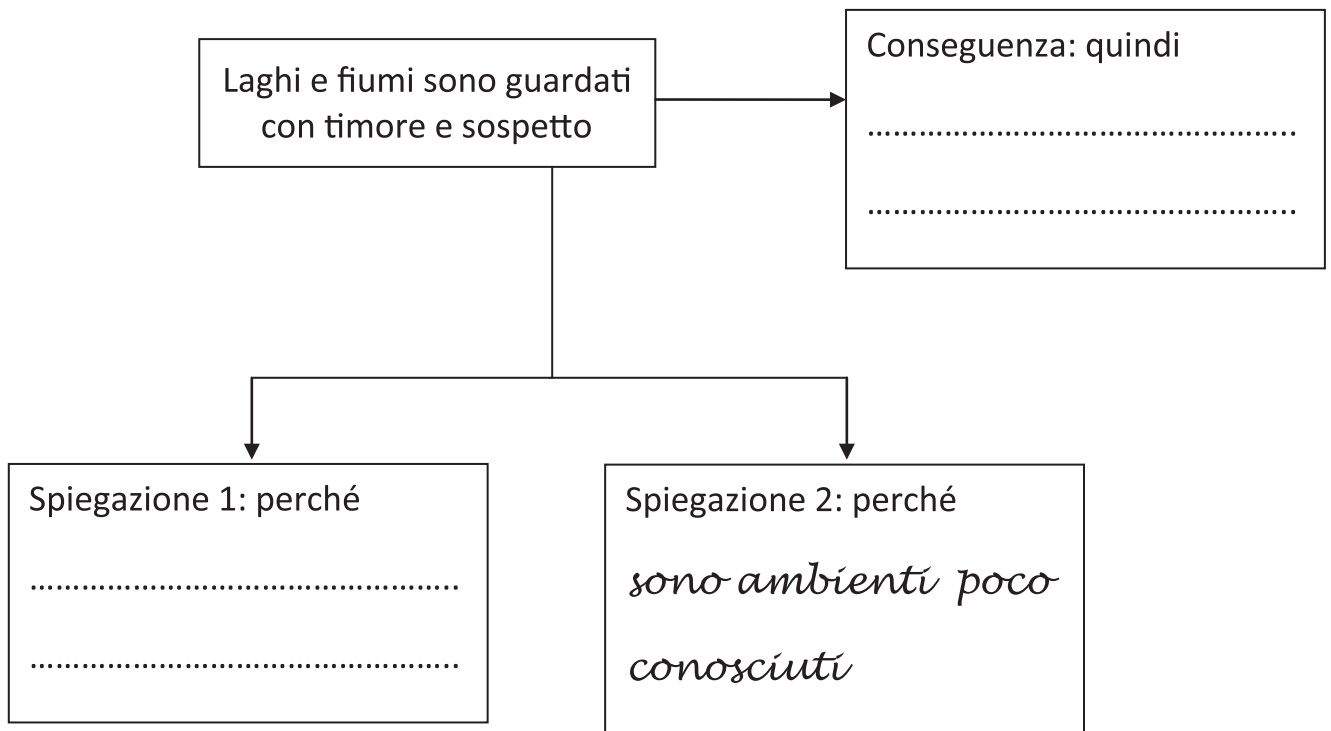 Laghi e fiumi sono guardati
con timore e sospetto
Conseguenza: quindi
……………………………………………
……………………………………………
Spiegazione 1: perché
……………………………………………
……………………………………………
Spiegazione 2: perché
sono ambienti poco
conosciuti